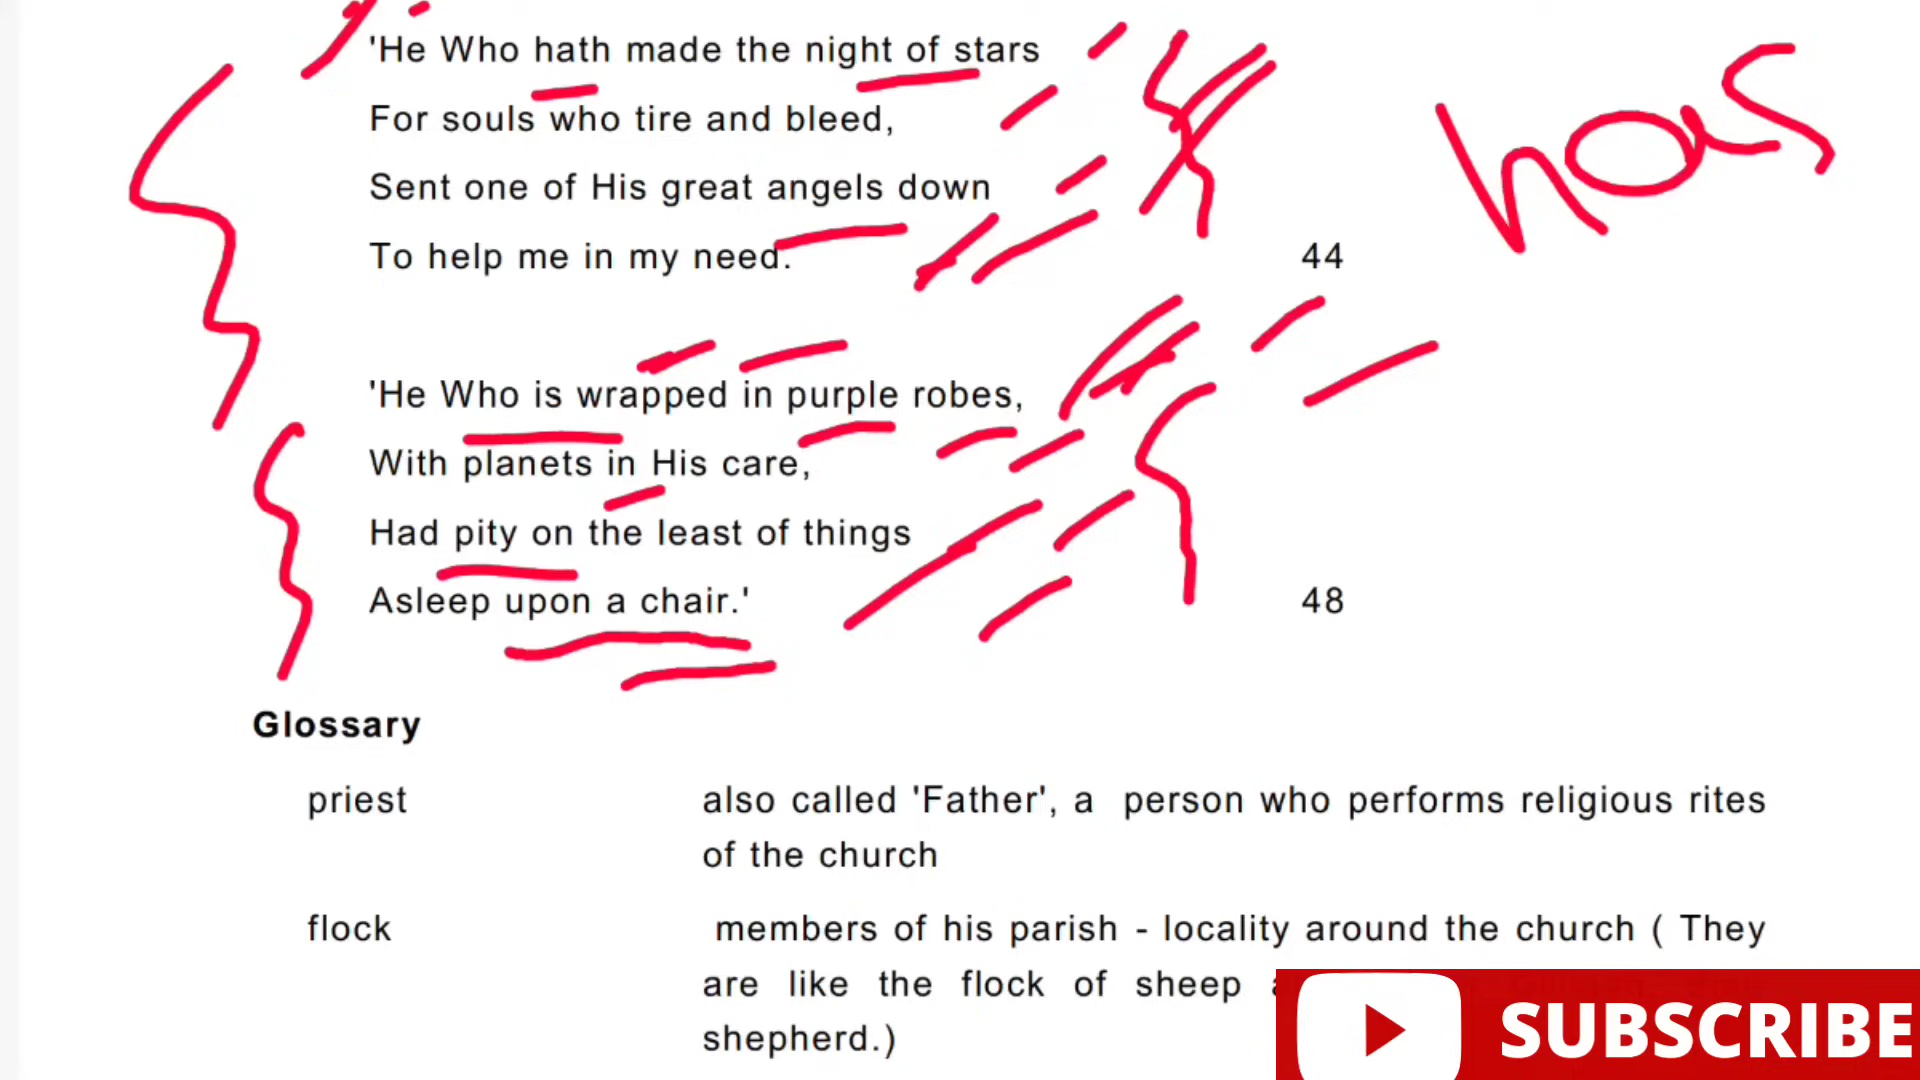 'He Who hath made the night of stars
has
For souls who tire and bleed,
Sent one of His great angels down
To help me in my need. 44
'He Who is wrapped in purple robes,
With planets in His care,
Had pity on the least of things
Asleep upon a chair.' 48
Glossary
priest also called 'Father', a person who performs religious rites
of the church
flock members of his parish - locality around the church ( They
are like the flock of sheep
shepherd.)
SUBSCRIBE